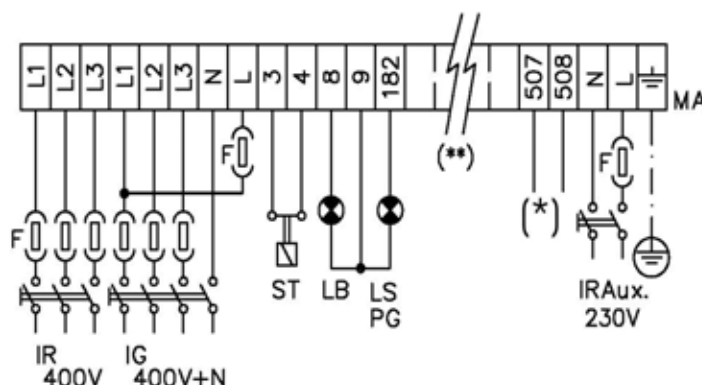 L1 L2 L3 L1 L2 L3 N L 3 4 8 9 182 507 508 N L MA
F (**) F
F (*)
ST LB LS IRAux.
PG 230V
IR IG
400V 400V+N